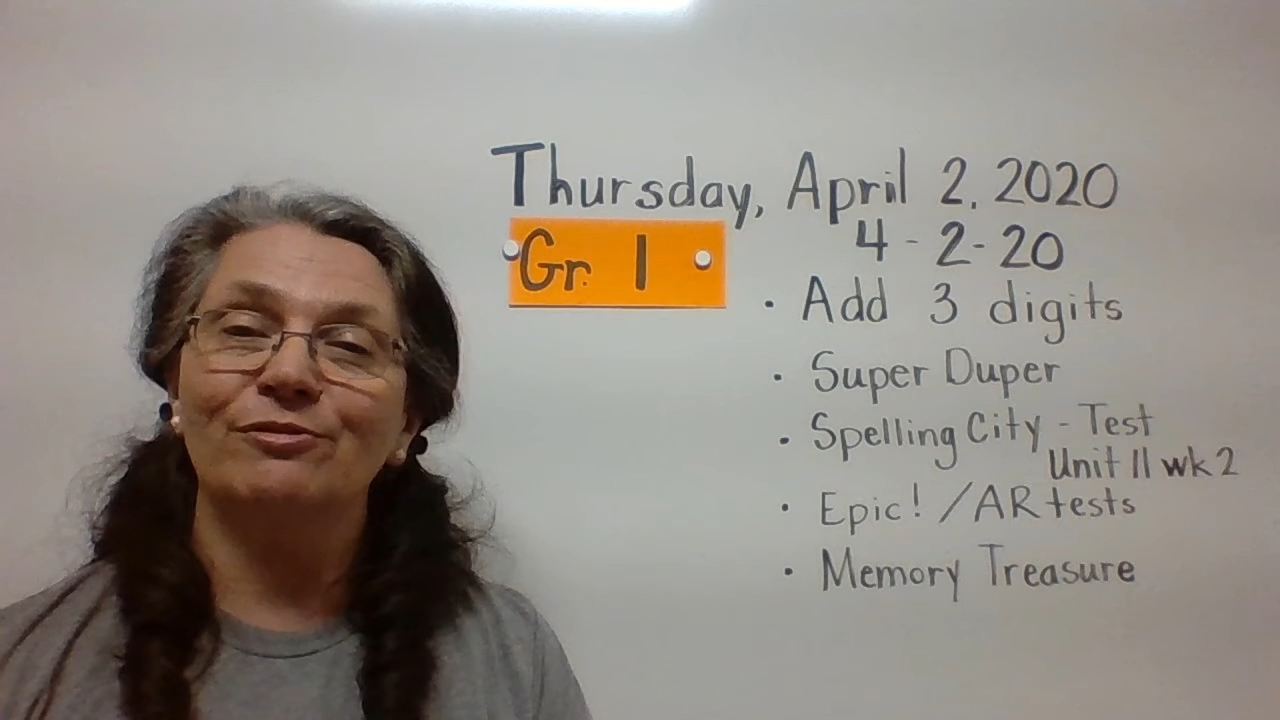 Thursday, April 2, 2020
Gr. 1
4-2-20
• Add 3 digits
• Super Duper
• Spelling City - Test
Unit 11 wk 2
• Epic! / AR tests
• Memory Treasure